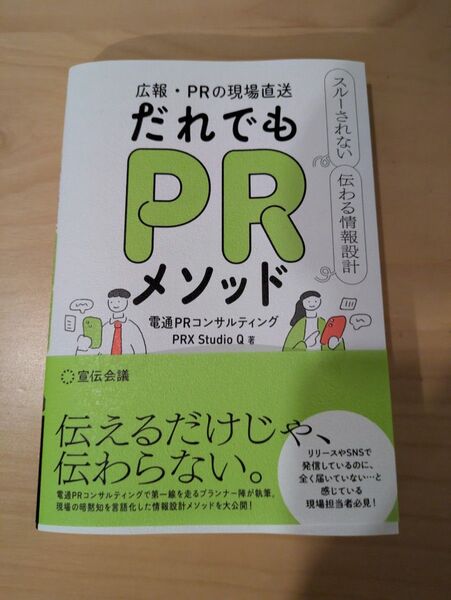 広報・PRの現場直送
だれでも
PR
メソッド
スルーされない
伝わる情報設計
電通PRコンサルティング
PRX Studio Q 著
宣伝会議
伝えるだけじゃ、
伝わらない。
電通PRコンサルティングで第一線を走るプランナー陣が執筆。
現場の暗黙知を言語化した情報設計メソッドを大公開!
リリースやSNSで
発信しているのに、
全く届いていない…と
感じている
現場担当者必見!